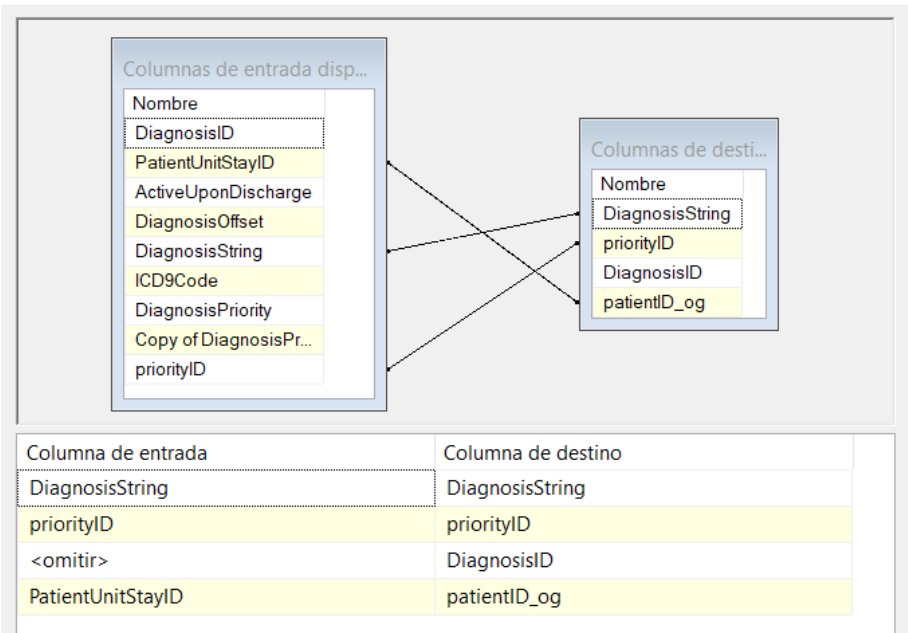 Columnas de entrada disp...
Nombre
DiagnosisID
PatientUnitStayID
ActiveUponDischarge
DiagnosisOffset
DiagnosisString
ICD9Code
DiagnosisPriority
Copy of DiagnosisPr...
priorityID
Columnas de desti...
Nombre
DiagnosisString
priorityID
DiagnosisID
patientID_og
Columna de entrada Columna de destino
DiagnosisString DiagnosisString
priorityID priorityID
<omitir> DiagnosisID
PatientUnitStayID patientID_og